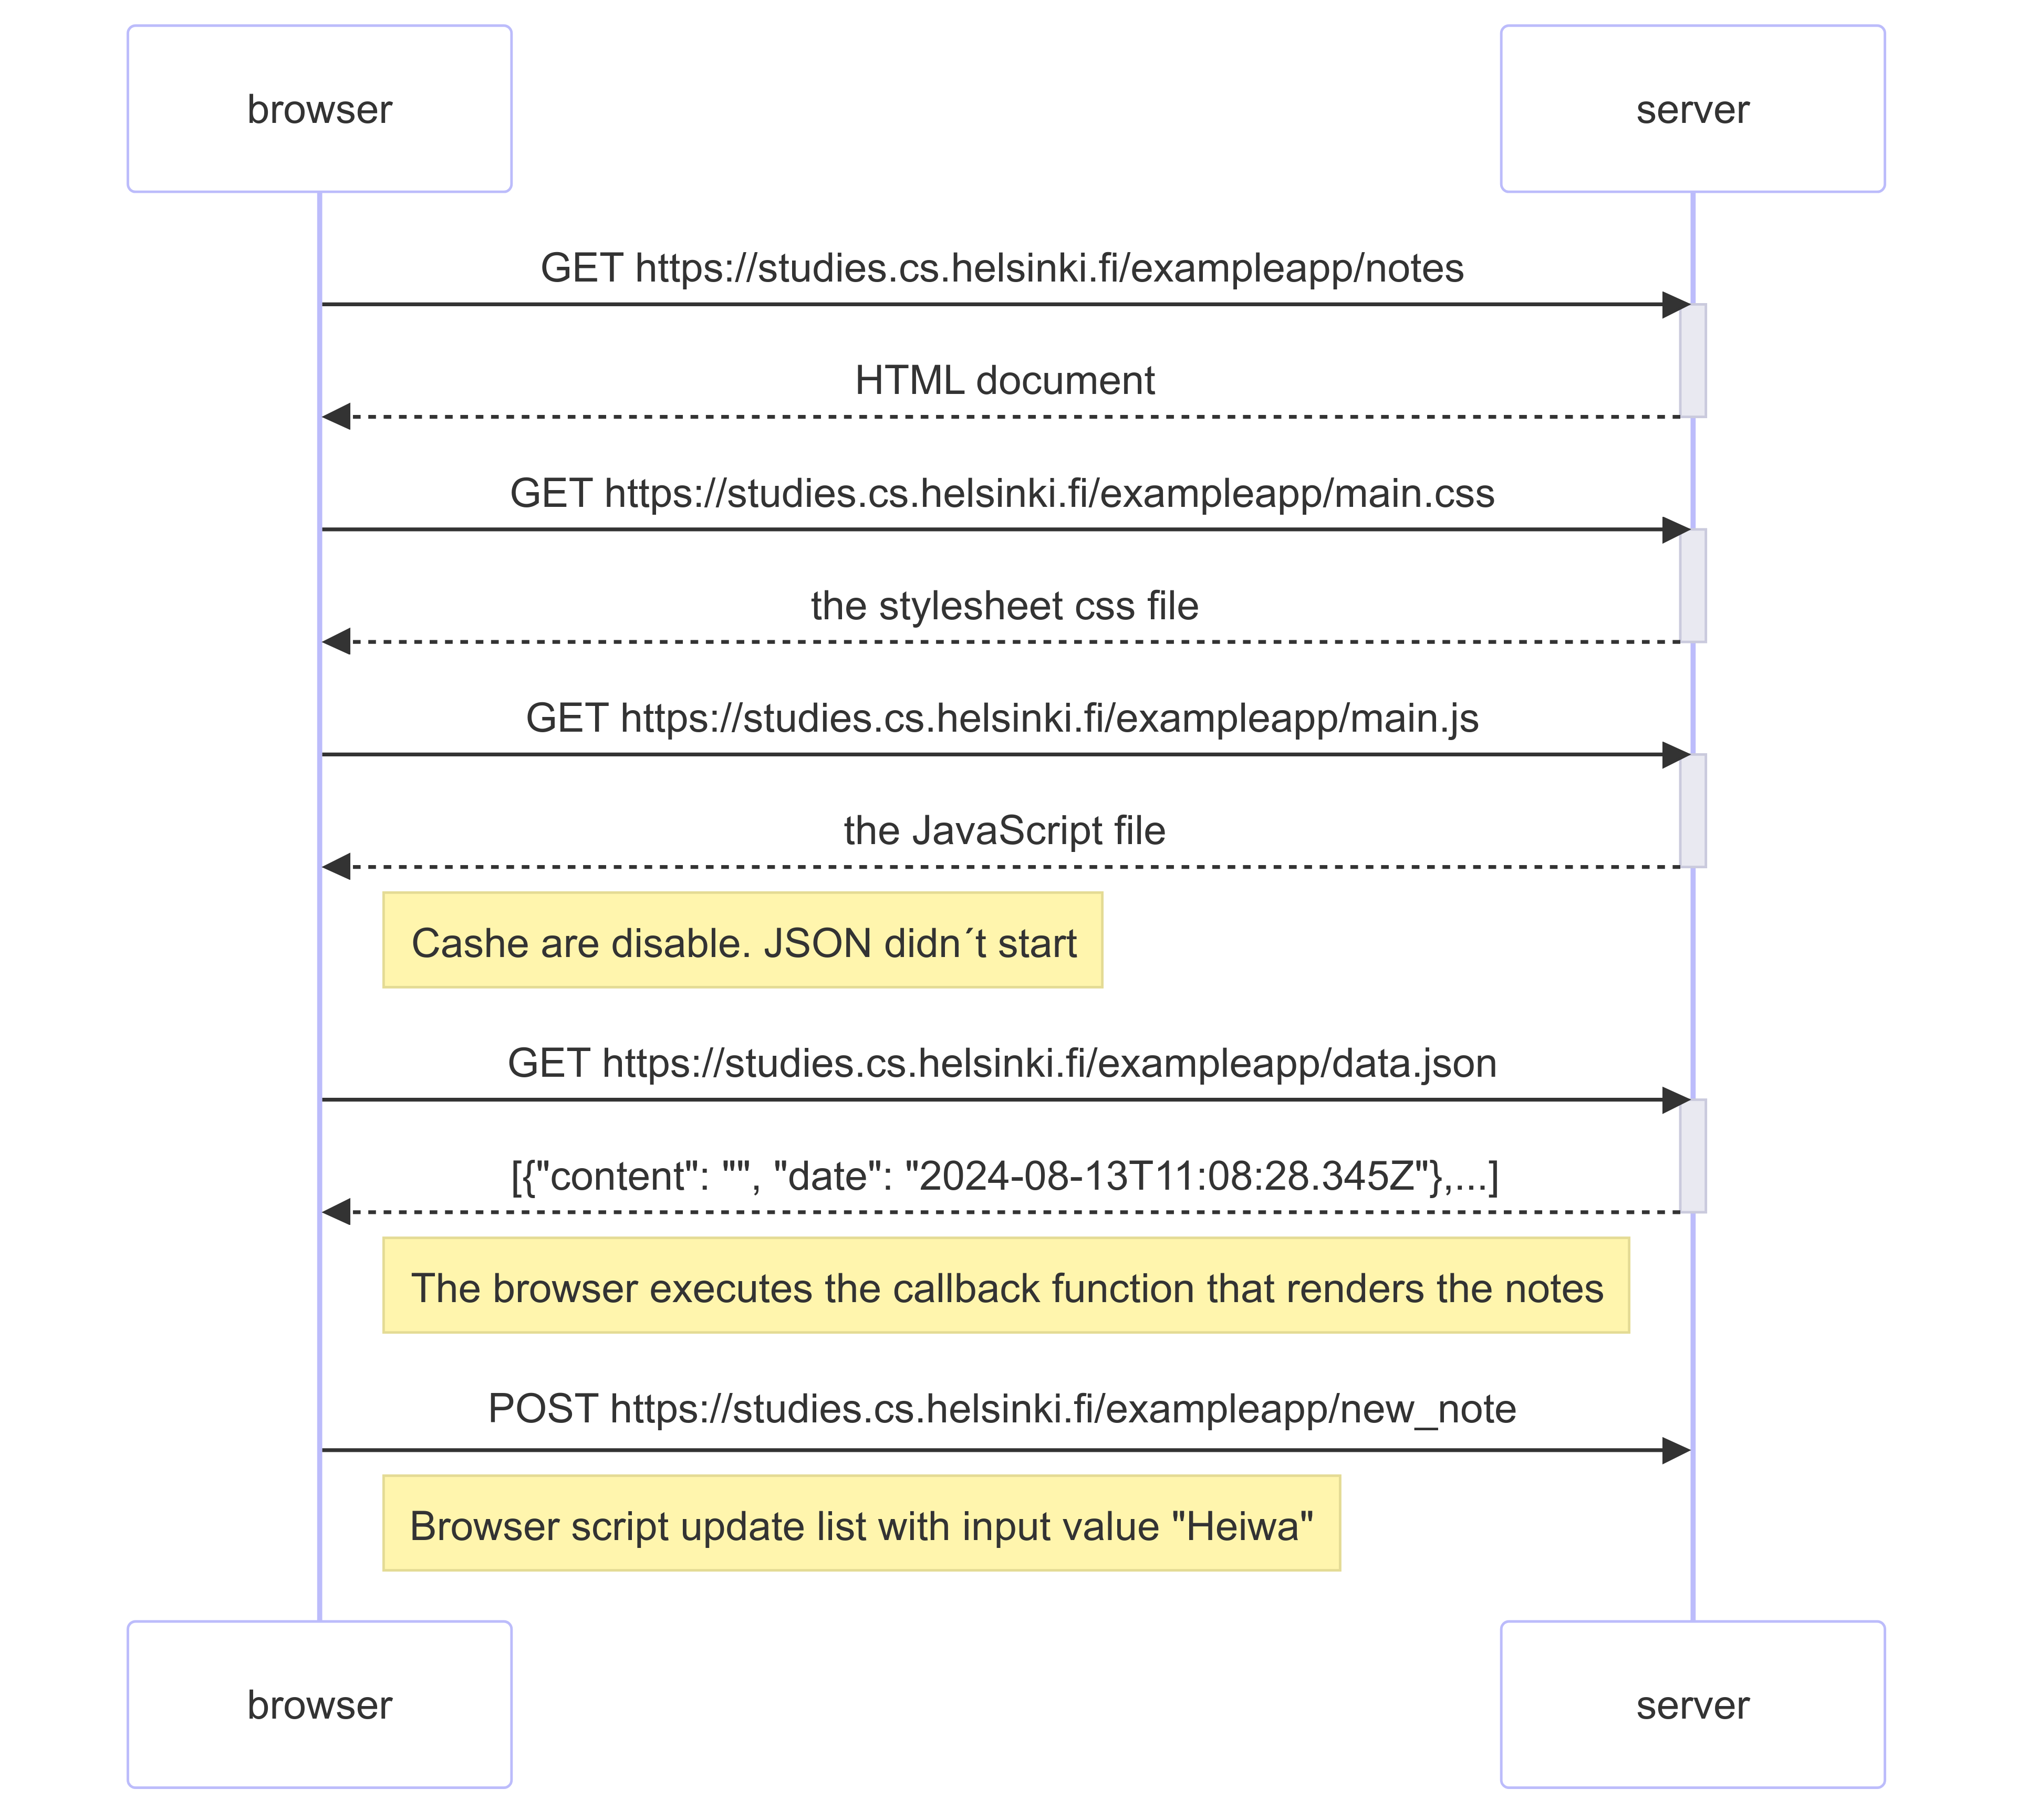 browser
server
GET https://studies.cs.helsinki.fi/exampleapp/notes
HTML document
GET https://studies.cs.helsinki.fi/exampleapp/main.css
the stylesheet css file
GET https://studies.cs.helsinki.fi/exampleapp/main.js
the JavaScript file
Cashe are disable. JSON didn´t start
GET https://studies.cs.helsinki.fi/exampleapp/data.json
[{"content": "", "date": "2024-08-13T11:08:28.345Z"},...]
The browser executes the callback function that renders the notes
POST https://studies.cs.helsinki.fi/exampleapp/new_note
Browser script update list with input value "Heiwa"
browser
server